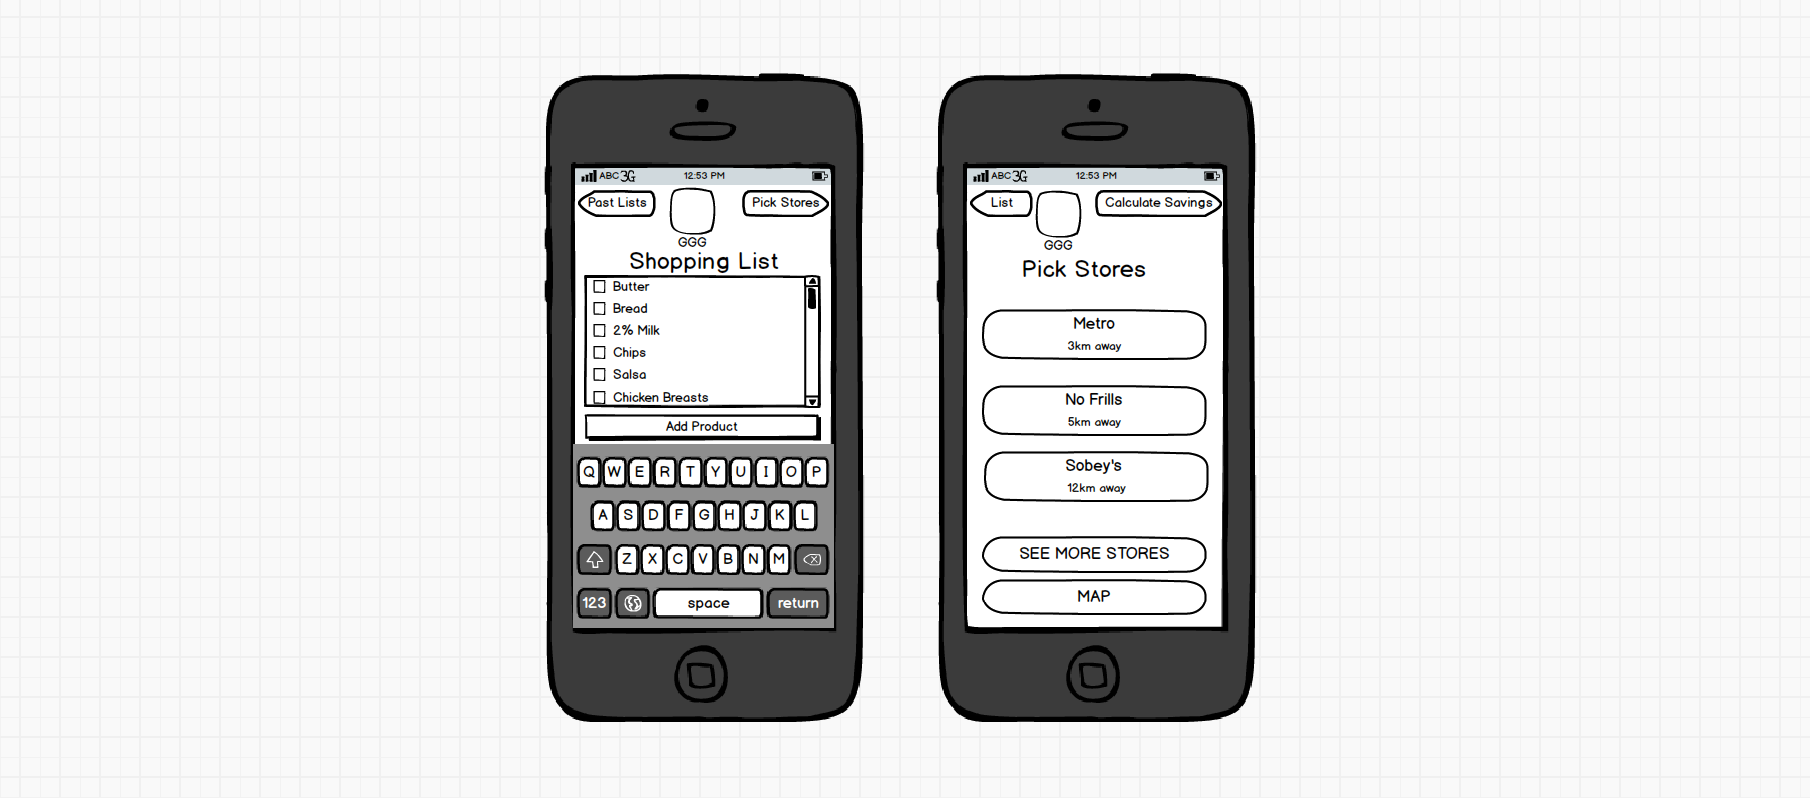 ABC 3G 12:53 PM
Past Lists Pick Stores
GGG
Shopping List
Butter
Bread
2% Milk
Chips
Salsa
Chicken Breasts
Add Product
Q W E R T Y U I O P
A S D F G H J K L
Z X C V B N M
123 space return
ABC 3G 12:53 PM
List Calculate Savings
GGG
Pick Stores
Metro
3km away
No Frills
5km away
Sobey's
12km away
SEE MORE STORES
MAP